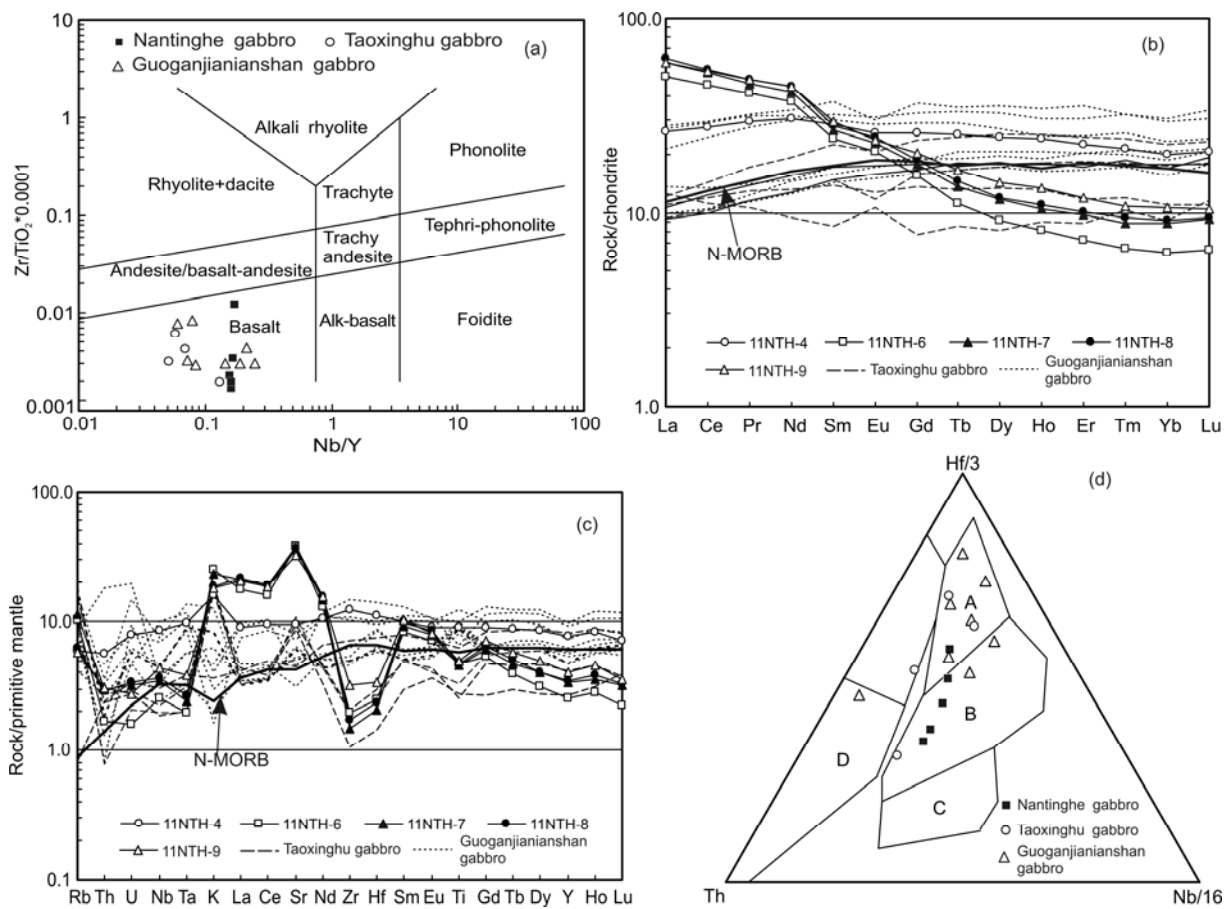 (a)
Nantinghe gabbro Taoxinghu gabbro
Guoganjianianshan gabbro
Alkali rhyolite
Phonolite
Rhyolite+dacite
Trachyte
Tephri-phonolite
Trachy
andesite
Andesite/basalt-andesite
Basalt
Alk-basalt
Foidite
Zr/TiO2*0.0001
10
1
0.1
0.01
0.001
0.01 0.1 1 10 100
Nb/Y
(b)
Rock/chondrite
100.0
10.0
1.0
N-MORB
11NTH-4 11NTH-6 11NTH-7 11NTH-8
11NTH-9 Taoxinghu gabbro Guoganjianianshan
gabbro
La Ce Pr Nd Sm Eu Gd Tb Dy Ho Er Tm Yb Lu
(c)
Rock/primitive mantle
100.0
10.0
1.0
0.1
N-MORB
11NTH-4 11NTH-6 11NTH-7 11NTH-8
11NTH-9 Taoxinghu gabbro Guoganjianianshan
gabbro
Rb Th U Nb Ta K La Ce Sr Nd Zr Hf Sm Eu Ti Gd Tb Dy Y Ho Lu
Hf/3
(d)
A
B
D
C
Nantinghe gabbro
Taoxinghu gabbro
Guoganjianianshan
gabbro
Th
Nb/16